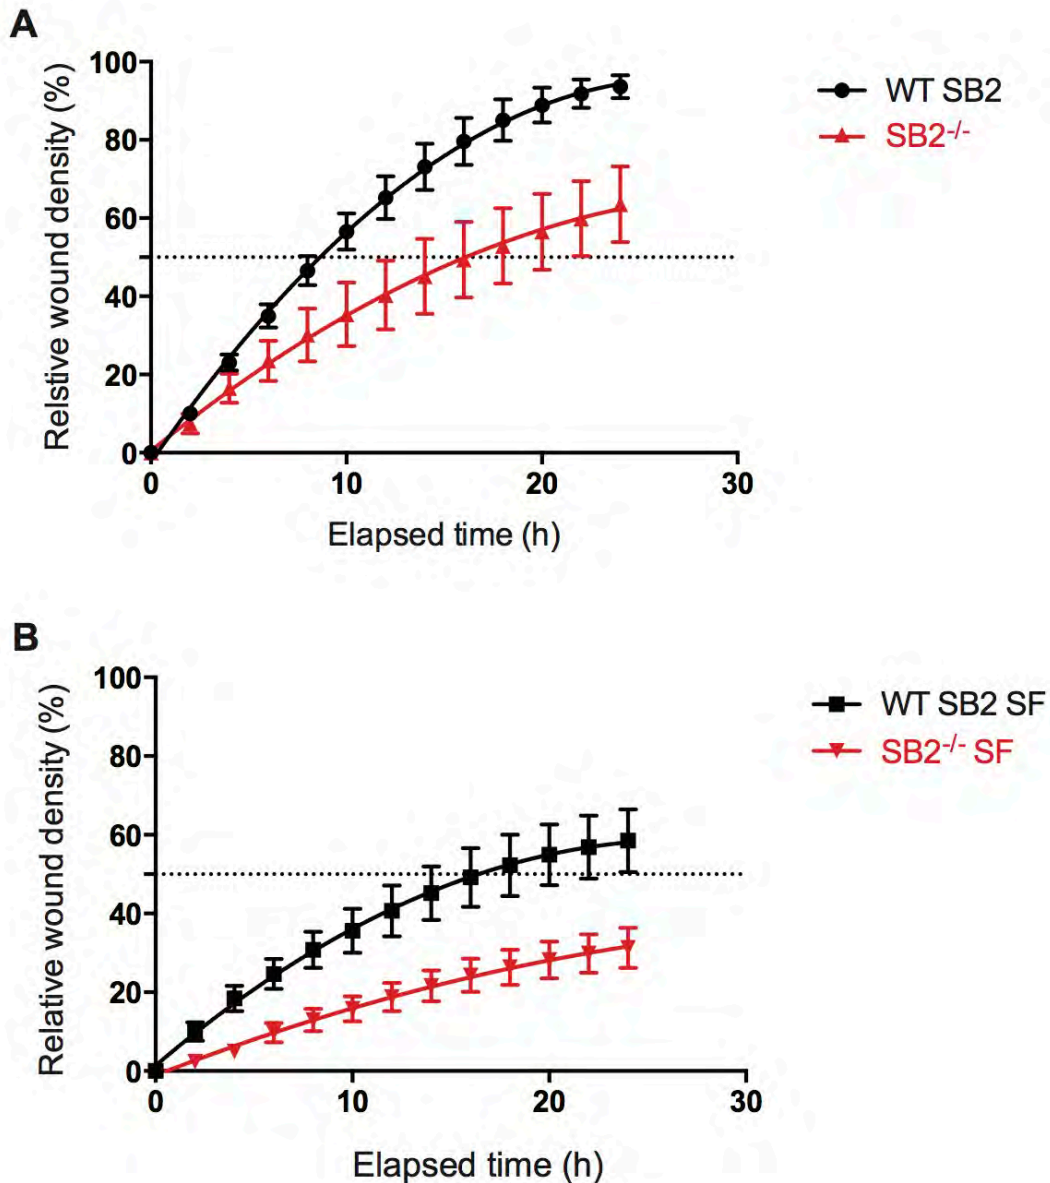 A
Relstive wound density (%)
100
80
60
40
20
0
0 10 20 30
Elapsed time (h)
WT SB2
SB2-/-
B
Relative wound density (%)
100
80
60
40
20
0
0 10 20 30
Elapsed time (h)
WT SB2 SF
SB2-/- SF